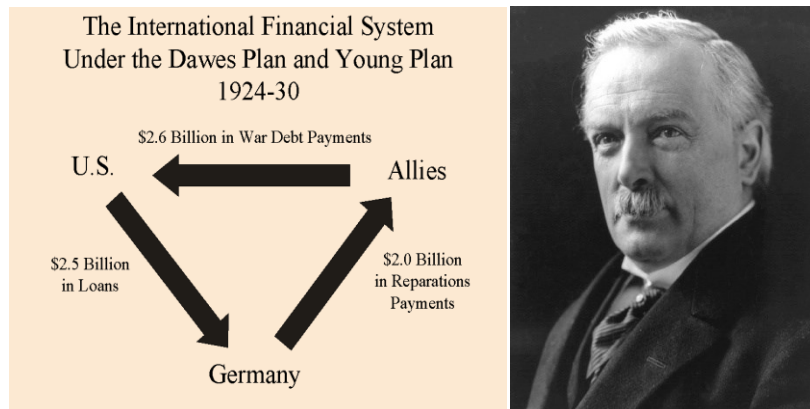 The International Financial System
Under the Dawes Plan and Young Plan
1924-30
$2.6 Billion in War Debt Payments
U.S.
Allies
$2.5 Billion
in Loans
$2.0 Billion
in Reparations
Payments
Germany